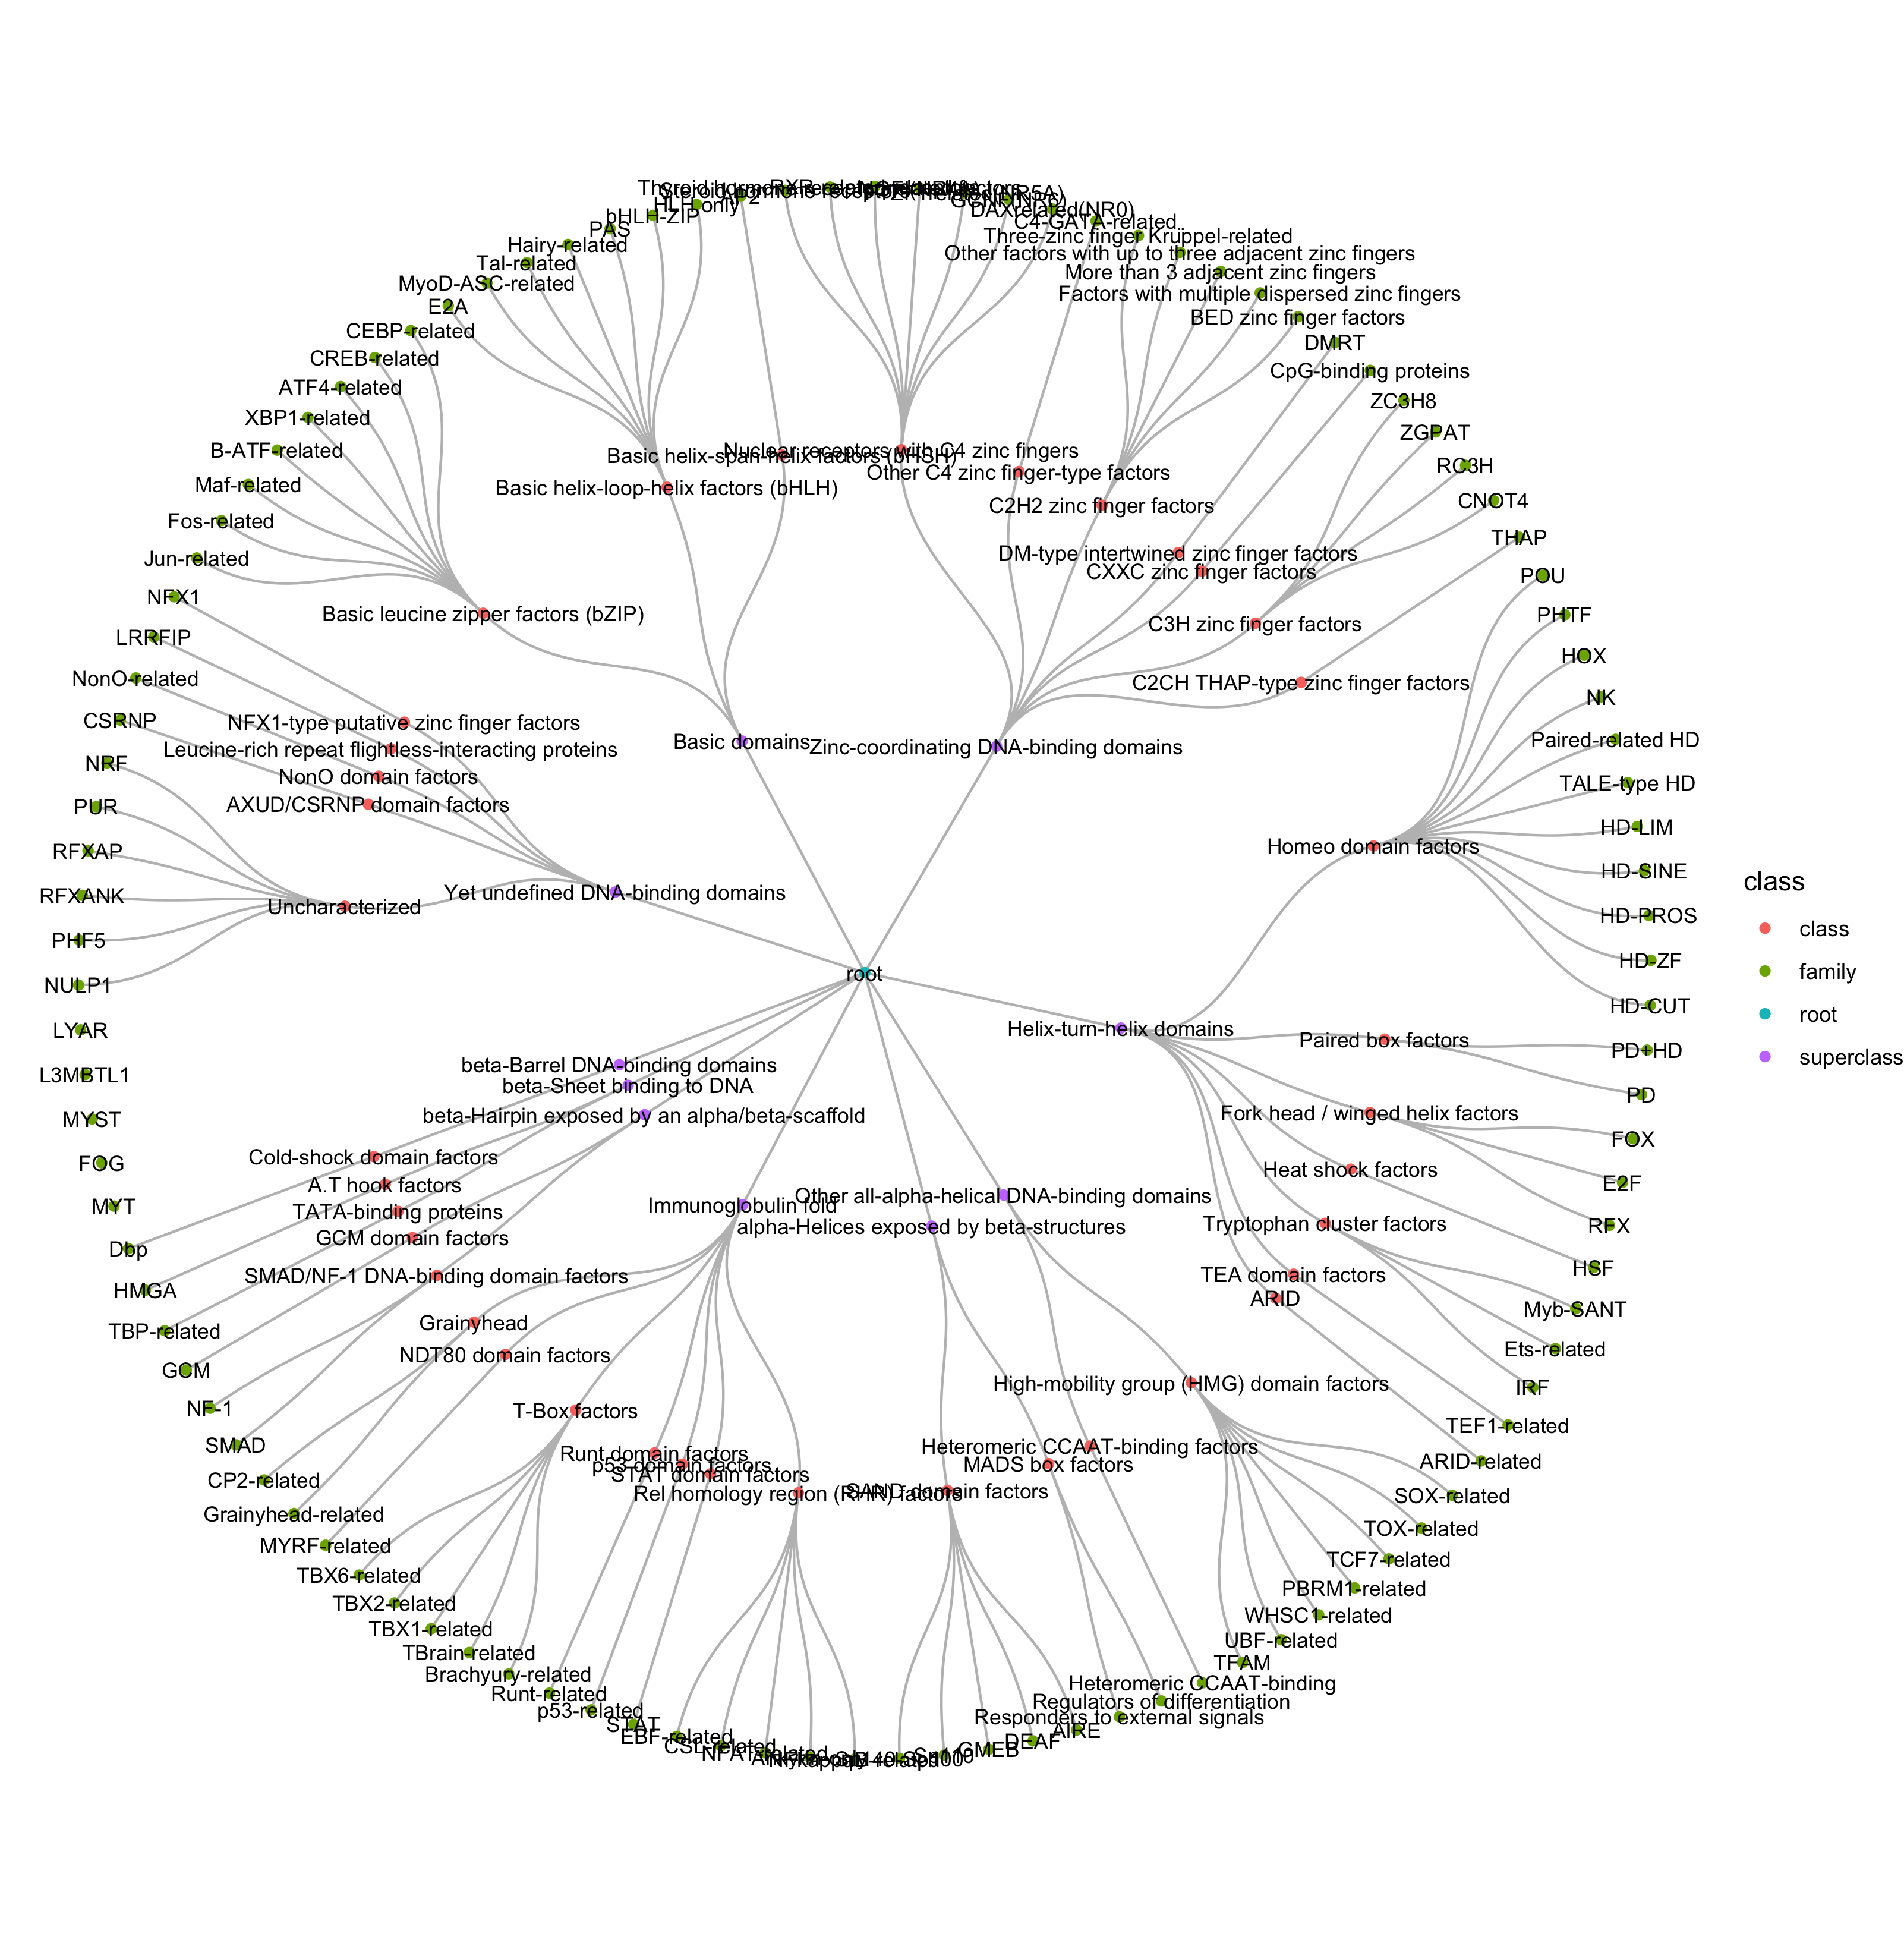 Thyroid hormone
AP2
HLH only
bHLH-ZIP
PAS
Hairy-related
Tal-related
MyoD-ASC-related
E2A
CEBP-related
CREB-related
ATF4-related
XBP1-related
B-ATF-related
Maf-related
Fos-related
Jun-related
NFX1
LRRFIP
NonO-related
CSRNP
NRF
PUR
RFXAP
RFXANK
PHF5
NULP1
LYAR
L3MBTL1
MYST
FOG
MYT
Dbp
HMGA
TBP-related
GCM
NF-1
SMAD
CP2-related
Grainyhead-related
MYRF-related
TBX6-related
TBX2-related
TBX1-related
TBrain-related
Brachyury-related
Runt-related
p53-related
STAT
EBF-related
CSL-related
GMEB
DEAF
AIRE
Responders to external signals
Regulators of differentiation
Heteromeric CCAAT-binding
TFAM
UBF-related
WHSC1-related
PBRM1-related
TCF7-related
TOX-related
SOX-related
ARID-related
TEF1-related
IRF
Ets-related
Myb-SANT
HSF
RFX
E2F
FOX
PD
PD+HD
HD-CUT
HD-ZF
HD-PROS
HD-SINE
HD-LIM
TALE-type HD
Paired-related HD
NK
HOX
PHTF
POU
THAP
CNOT4
RC3H
ZGPAT
ZC3H8
CpG-binding proteins
DMRT
BED zinc finger factors
Factors with multiple dispersed zinc fingers
More than 3 adjacent zinc fingers
Other factors with up to three adjacent zinc fingers
Three-zinc finger Kruppel-related
C4-GATA-related
DAXrelated(NR0)
Nuclear receptors with C4 zinc fingers
Basic helix-span-helix factors (bHSH)
Other C4 zinc finger-type factors
Basic helix-loop-helix factors (bHLH)
C2H2 zinc finger factors
DM-type intertwined zinc finger factors
CXXC zinc finger factors
Basic leucine zipper factors (bZIP)
C3H zinc finger factors
C2CH THAP-type zinc finger factors
NFX1-type putative zinc finger factors
Leucine-rich repeat flightless-interacting proteins
NonO domain factors
AXUD/CSRNP domain factors
Basic domains
Zinc-coordinating DNA-binding domains
Homeo domain factors
Yet undefined DNA-binding domains
Uncharacterized
root
Helix-turn-helix domains
Paired box factors
beta-Barrel DNA-binding domains
beta-Sheet binding to DNA
beta-Hairpin exposed by an alpha/beta-scaffold
Fork head / winged helix factors
Cold-shock domain factors
Heat shock factors
A.T hook factors
TATA-binding proteins
GCM domain factors
Immunoglobulin fold
Other all-alpha-helical DNA-binding domains
alpha-Helices exposed by beta-structures
Tryptophan cluster factors
SMAD/NF-1 DNA-binding domain factors
TEA domain factors
ARID
Grainyhead
NDT80 domain factors
High-mobility group (HMG) domain factors
T-Box factors
Runt domain factors
p53 domain factors
STAT domain factors
Rel homology region (RHR) factors
Heteromeric CCAAT-binding factors
MADS box factors
SAND domain factors
class
class
family
root
superclass